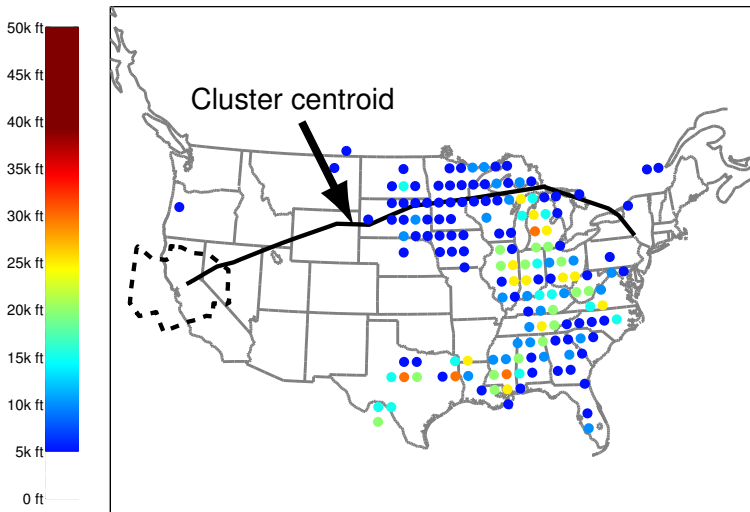 50k ft
45k ft
40k ft
35k ft
30k ft
25k ft
20k ft
15k ft
10k ft
5k ft
0 ft
Cluster centroid